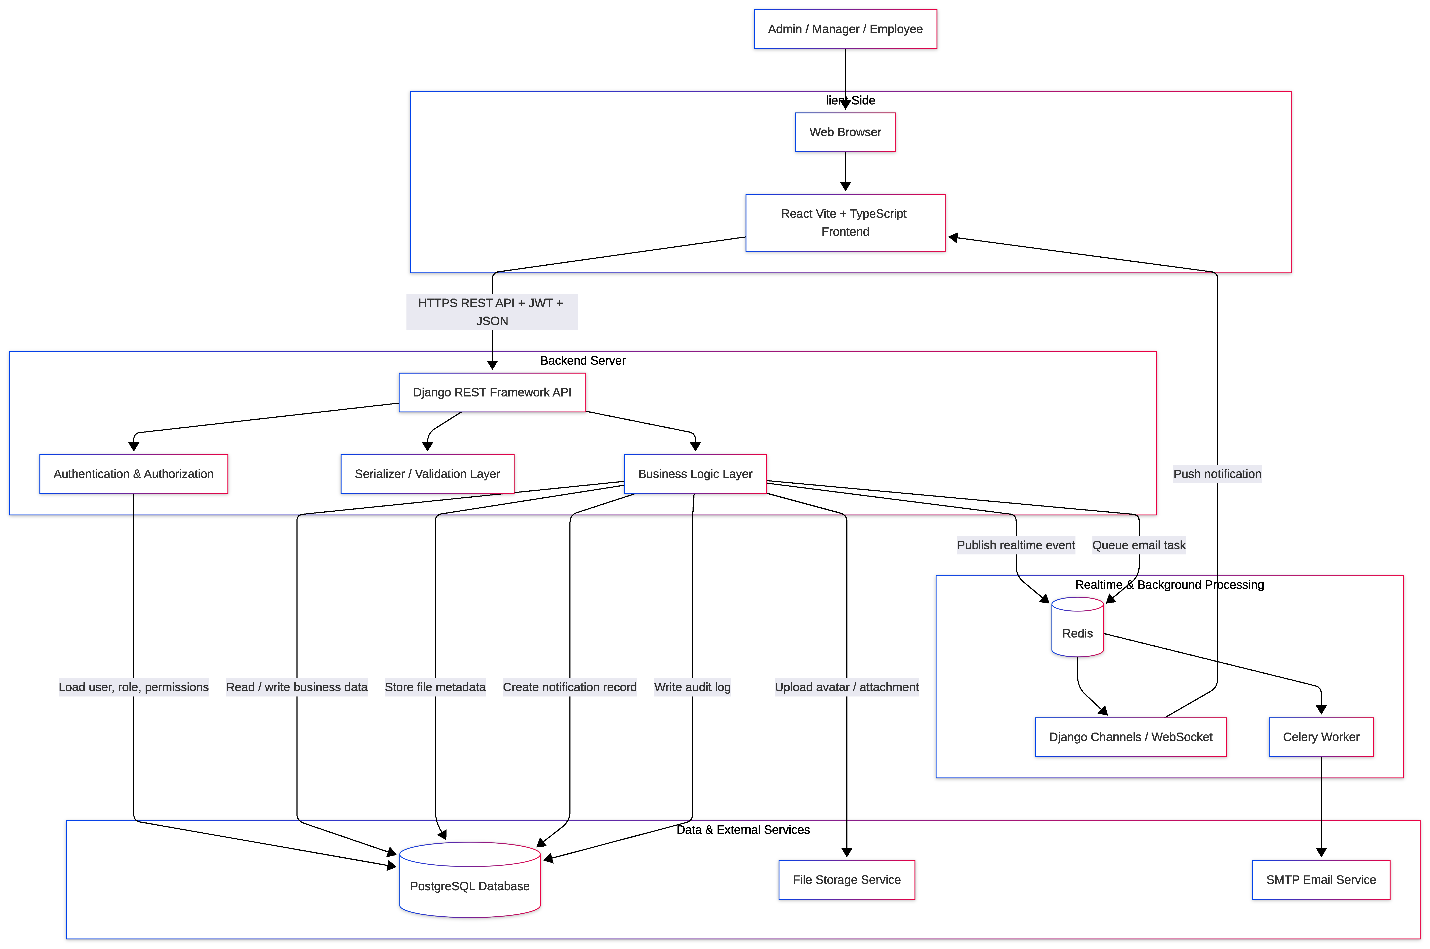 Admin / Manager / Employee
lient Side
Web Browser
React Vite + TypeScript
Frontend
HTTPS REST API + JWT +
JSON
Backend Server
Django REST Framework API
Authentication & Authorization
Serializer / Validation Layer
Business Logic Layer
Push notification
Publish realtime event
Queue email task
Realtime & Background Processing
Redis
Load user, role, permissions
Read / write business data
Store file metadata
Create notification record
Write audit log
Upload avatar / attachment
Django Channels / WebSocket
Celery Worker
Data & External Services
PostgreSQL Database
File Storage Service
SMTP Email Service